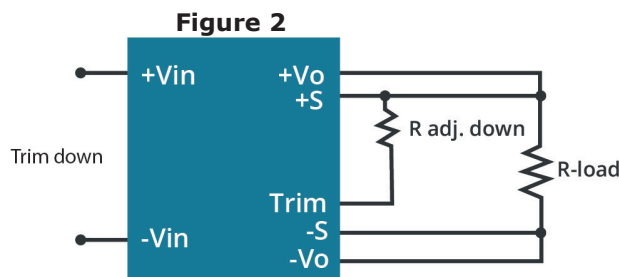 Figure 2
+Vin
+Vo
+S
R adj. down
Trim down
R-load
Trim
-S
-Vin
-Vo